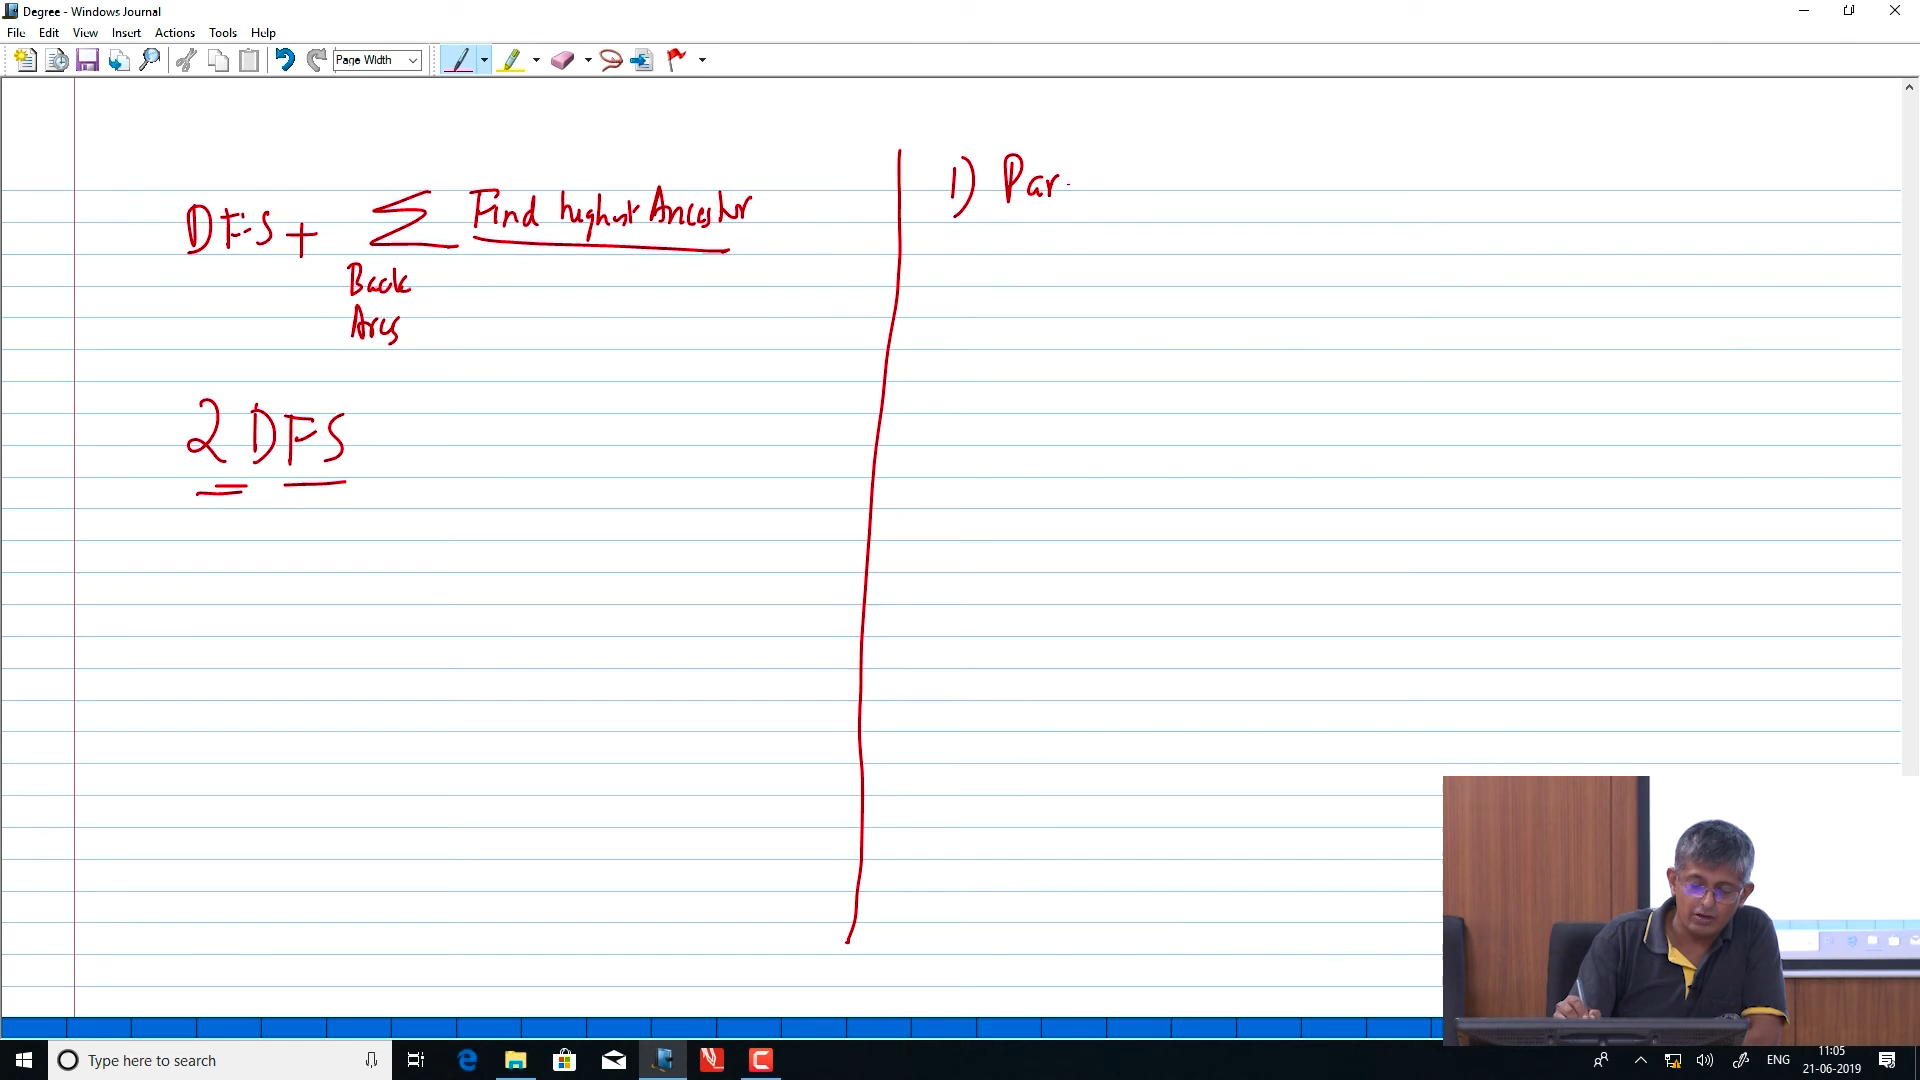 Degree - Windows Journal
File Edit View Insert Actions Tools Help
Page Width
DFS + Σ Find highest Ancestor
Back
Arcs
2 DFS
1) Par
Type here to search
ENG
11:05
21-06-2019